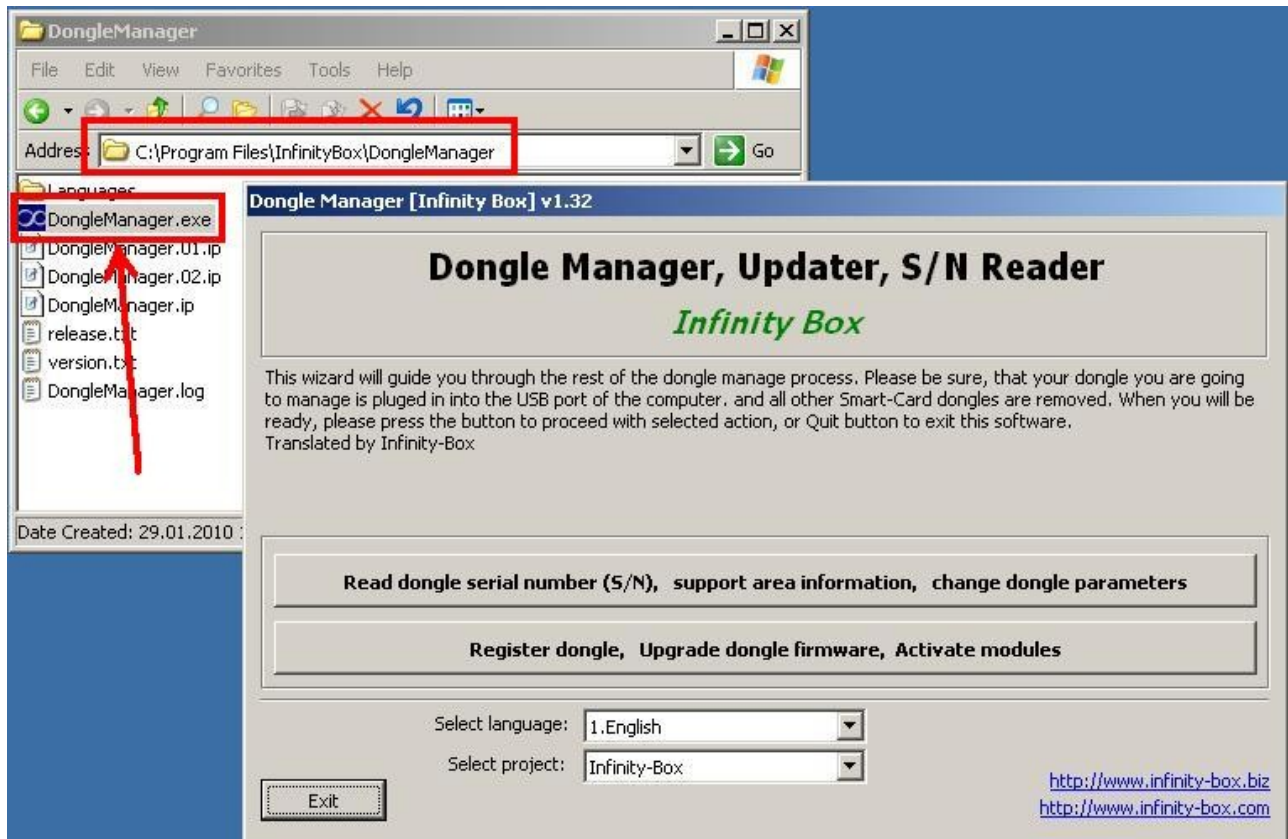 DongleManager
File Edit View Favorites Tools Help
Address C:\Program Files\InfinityBox\DongleManager Go
Languages
DongleManager.exe
DongleManager.01.ip
DongleManager.02.ip
DongleManager.ip
release.txt
version.txt
DongleManager.log
Date Created: 29.01.2010
Dongle Manager [Infinity Box] v1.32
Dongle Manager, Updater, S/N Reader
Infinity Box
This wizard will guide you through the rest of the dongle manage process. Please be sure, that your dongle you are going
to manage is pluged in into the USB port of the computer. and all other Smart-Card dongles are removed. When you will be
ready, please press the button to proceed with selected action, or Quit button to exit this software.
Translated by Infinity-Box
Read dongle serial number (S/N), support area information, change dongle parameters
Register dongle, Upgrade dongle firmware, Activate modules
Select language: 1.English
Select project: Infinity-Box
Exit
http://www.infinity-box.biz
http://www.infinity-box.com